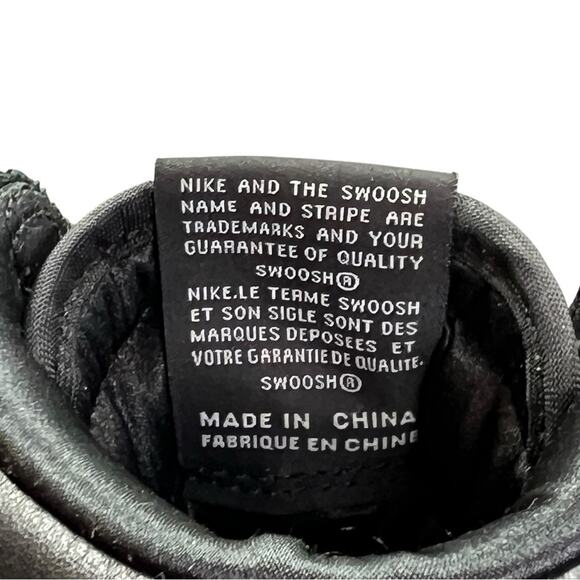 NIKE AND THE SWOOSH
NAME AND STRIPE ARE
TRADEMARKS AND YOUR
GUARANTEE OF QUALITY
SWOOSH®
NIKE.LE TERME SWOOSH
ET SON SIGLE SONT DES
MARQUES DEPOSEES ET
VOTRE GARANTIE DE QUALITE.
SWOOSH®
MADE IN CHINA
FABRIQUE EN CHINE